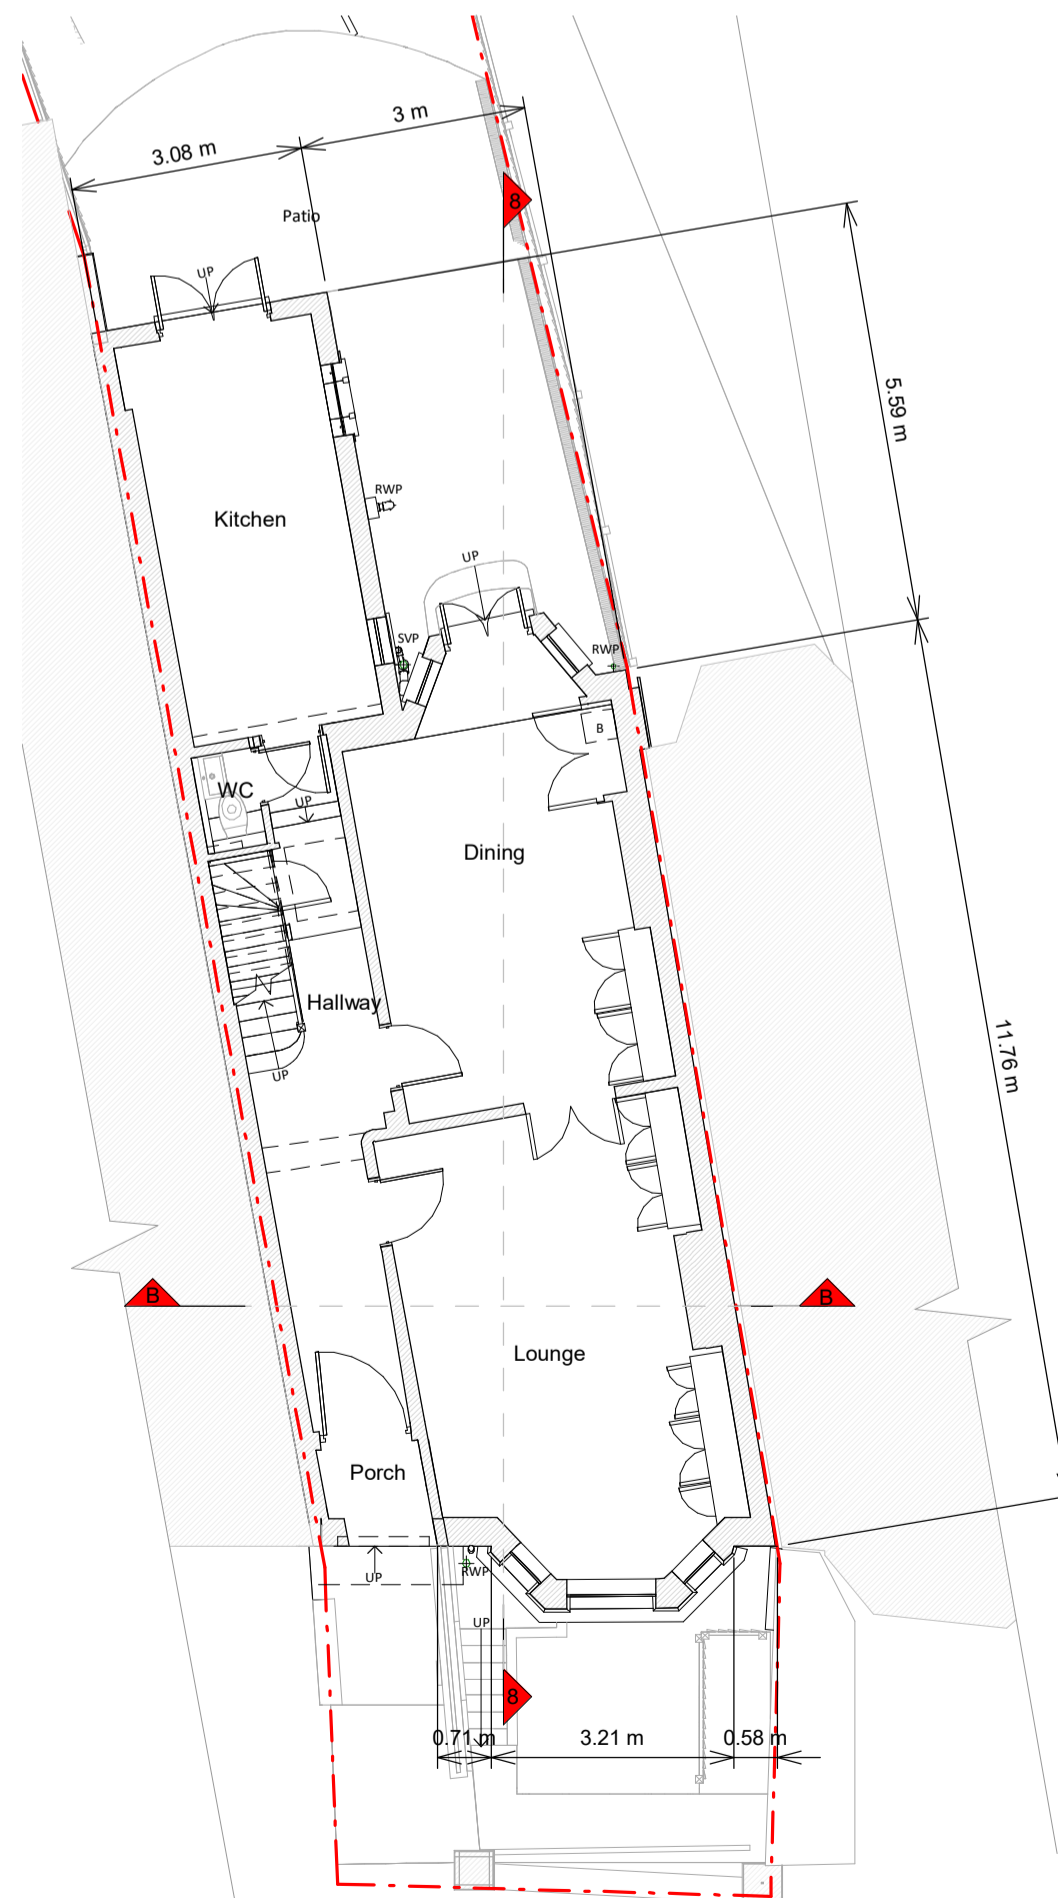 3 m
3.08 m
8
Patio
UP
5.59 m
RWP
Kitchen
UP
SVP
RWP
B
WC
UP
Dining
Hallway
11.76 m
UP
B
B
Lounge
Porch
RWP
UP
UP
8
0.71 m
3.21 m
0.58 m